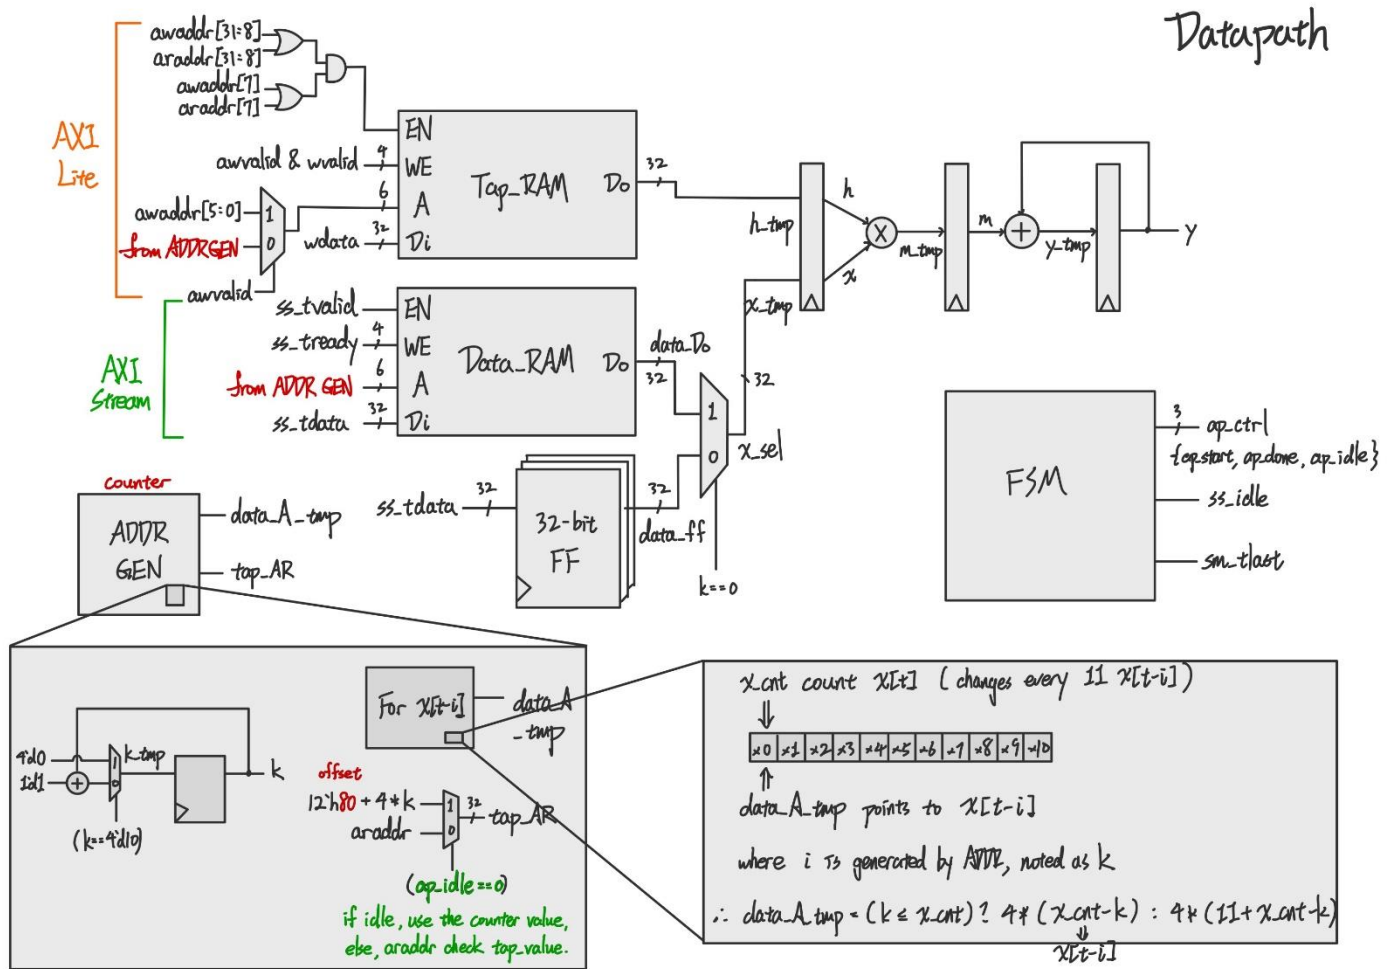 Datapath
AXI
Lite
awaddr[31=8]
araddr[31=8]
awaddr[7]
araddr[7]
awvalid & wvalid
4
awaddr[5:0]
from ADDRGEN
1
0
6
wdata
32
awvalid
EN
WE
A
Di
Tap_RAM
Do
32
AXI
Stream
ss_tvalid
ss_tready
4
from ADDR GEN
6
ss_tdata
32
EN
WE
A
Di
Data_RAM
Do
data_Do
32
h_tmp
x_tmp
h
x
X
m_tmp
m
+
y_tmp
y
32
1
0
x_sel
k==0
ss_tdata
32
32-bit
FF
32
data_ff
FSM
3
ap_ctrl
{ap_start, ap_done, ap_idle}
ss_idle
sm_tlast
counter
ADDR
GEN
data_A_tmp
tap_AR
4'd0
1'd1
+
1
0
k_tmp
k
(k==4'd10)
For x[t-i]
data_A
_tmp
offset
12'h80 + 4*k
araddr
1
0
32
tap_AR
(ap_idle==0)
if idle, use the counter value,
else, araddr check tap_value.
x_cnt count x[t] (changes every 11 x[t-i])
⇓
x0 x1 x2 x3 x4 x5 x6 x7 x8 x9 x10
⇑
data_A_tmp points to x[t-i]
where i is generated by ADDR, noted as k
∴ data_A_tmp = (k ≤ x_cnt) ? 4*(x_cnt-k) : 4*(11+x_cnt-k)
⇓
x[t-i]